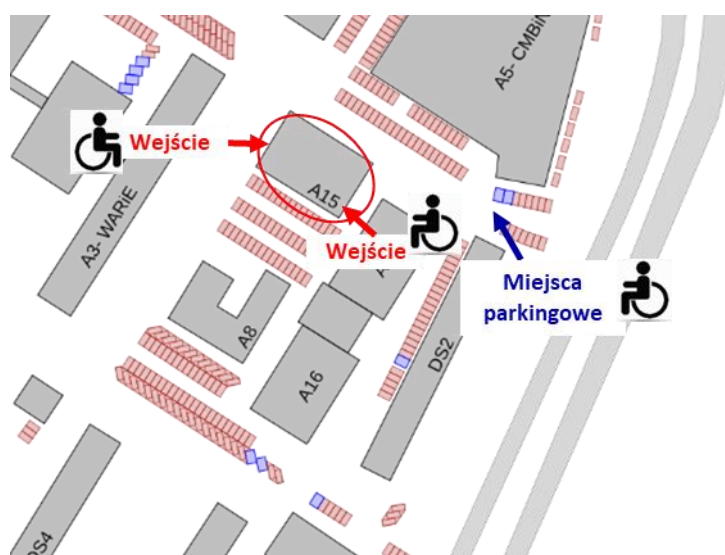 A5- CMBiN
Wejście
A15
A3- WARiE
Wejście
Miejsca
parkingowe
A8
DS2
A16
DS4